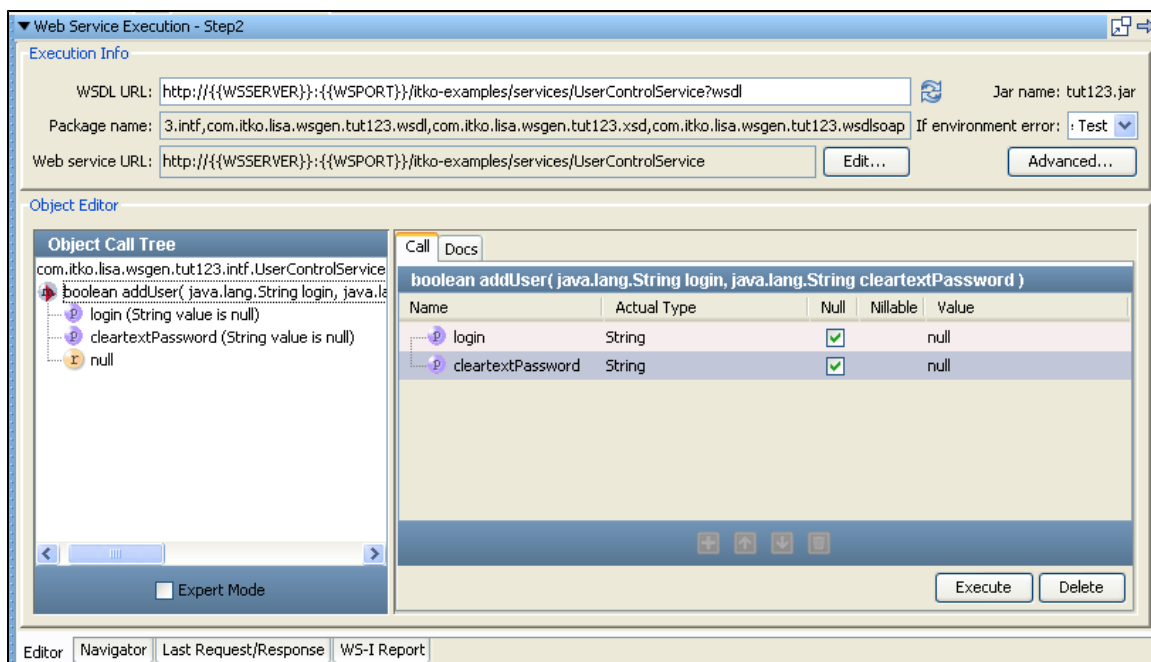 Web Service Execution - Step2
Execution Info
WSDL URL: http://{{WSSERVER}}:{{WSPORT}}/itko-examples/services/UserControlService?wsdl Jar name: tut123.jar
Package name: 3.intf,com.itko.lisa.wsgen.tut123.wsdl,com.itko.lisa.wsgen.tut123.xsd,com.itko.lisa.wsgen.tut123.wsdlsoap If environment error: : Test
Web service URL: http://{{WSSERVER}}:{{WSPORT}}/itko-examples/services/UserControlService Edit... Advanced...
Object Editor
Object Call Tree
com.itko.lisa.wsgen.tut123.intf.UserControlService
boolean addUser( java.lang.String login, java.la
P login (String value is null)
P cleartextPassword (String value is null)
r null
Expert Mode
Call Docs
boolean addUser( java.lang.String login, java.lang.String cleartextPassword )
Name Actual Type Null Nillable Value
P login String null
P cleartextPassword String null
Execute Delete
Editor Navigator Last Request/Response WS-I Report